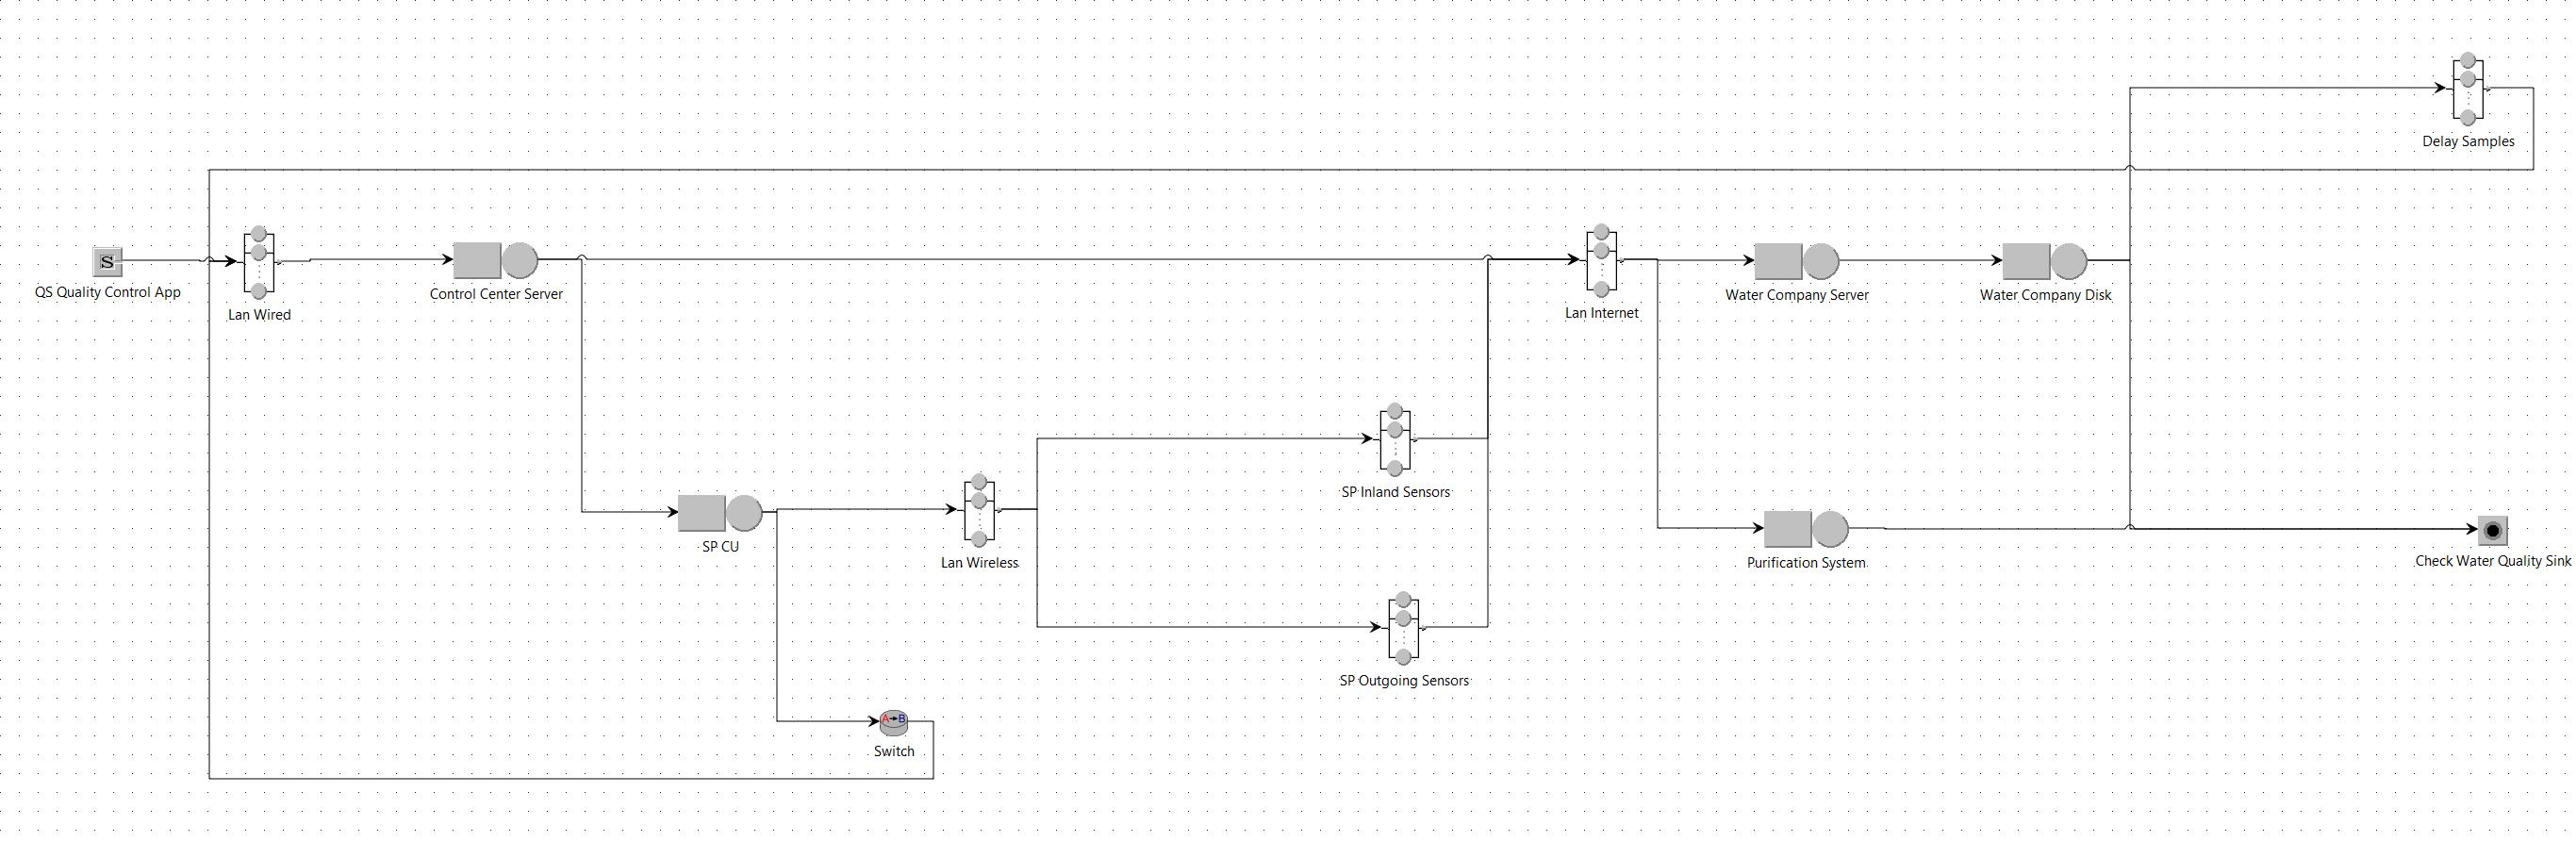 Delay Samples
S
QS Quality Control App
Lan Wired
Control Center Server
Lan Internet
Water Company Server
Water Company Disk
SP Inland Sensors
SP CU
Lan Wireless
Purification System
Check Water Quality Sink
SP Outgoing Sensors
A B
Switch